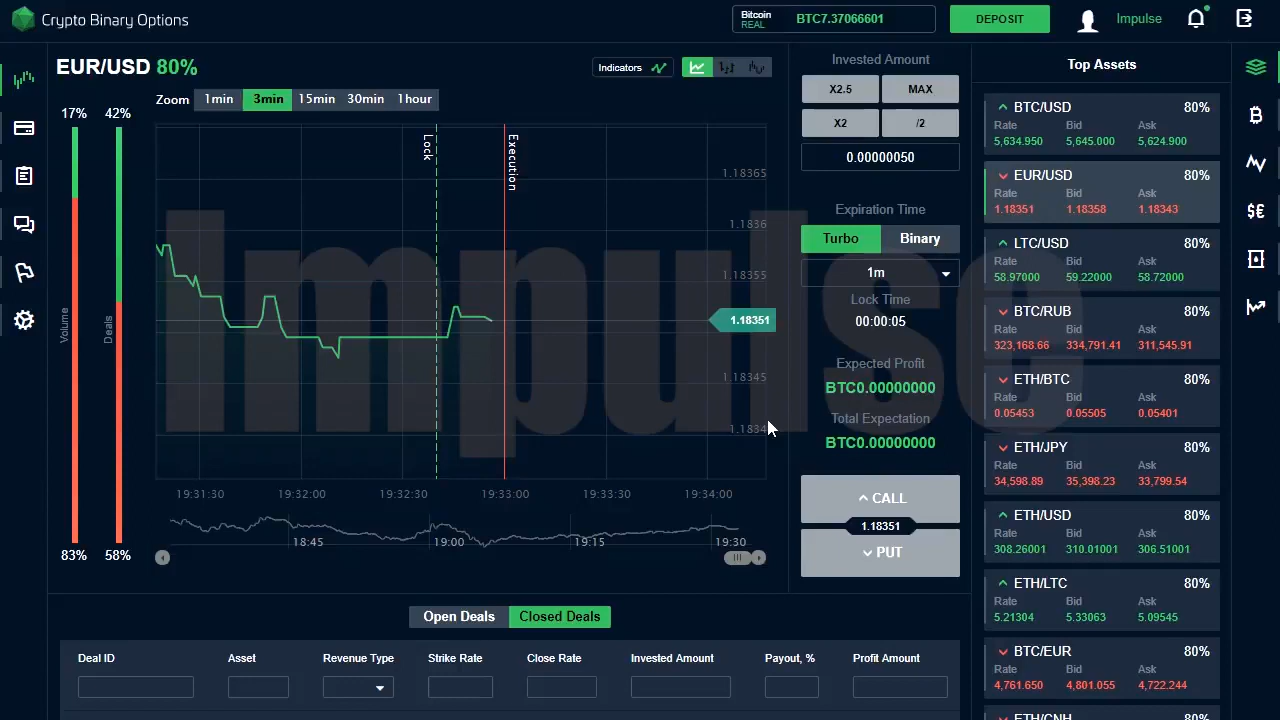 Crypto Binary Options
Bitcoin
REAL
BTC7.37066601
DEPOSIT
Impulse
EUR/USD 80%
Indicators
Zoom
1min
3min
15min
30min
1hour
17%
42%
Volume
Deals
83%
58%
Lock
Execution
1.18365
1.1836
1.18355
1.18351
1.18345
1.1834
19:31:30
19:32:00
19:32:30
19:33:00
19:33:30
19:34:00
18:45
19:00
19:15
19:30
Impulse
Invested Amount
X2.5
MAX
X2
/2
0.00000050
Expiration Time
Turbo
Binary
1m
Lock Time
00:00:05
Expected Profit
BTC0.00000000
Total Expectation
BTC0.00000000
CALL
1.18351
PUT
Top Assets
BTC/USD 80%
Rate Bid Ask
5,634.950 5,645.000 5,624.900
EUR/USD 80%
Rate Bid Ask
1.18351 1.18358 1.18343
LTC/USD 80%
Rate Bid Ask
58.97000 59.22000 58.72000
BTC/RUB 80%
Rate Bid Ask
323,168.66 334,791.41 311,545.91
ETH/BTC 80%
Rate Bid Ask
0.05453 0.05505 0.05401
ETH/JPY 80%
Rate Bid Ask
34,598.89 35,398.23 33,799.54
ETH/USD 80%
Rate Bid Ask
308.26001 310.01001 306.51001
ETH/LTC 80%
Rate Bid Ask
5.21304 5.33063 5.09545
BTC/EUR 80%
Rate Bid Ask
4,761.650 4,801.055 4,722.244
ETH/CNH 80%
Open Deals
Closed Deals
Deal ID
Asset
Revenue Type
Strike Rate
Close Rate
Invested Amount
Payout, %
Profit Amount